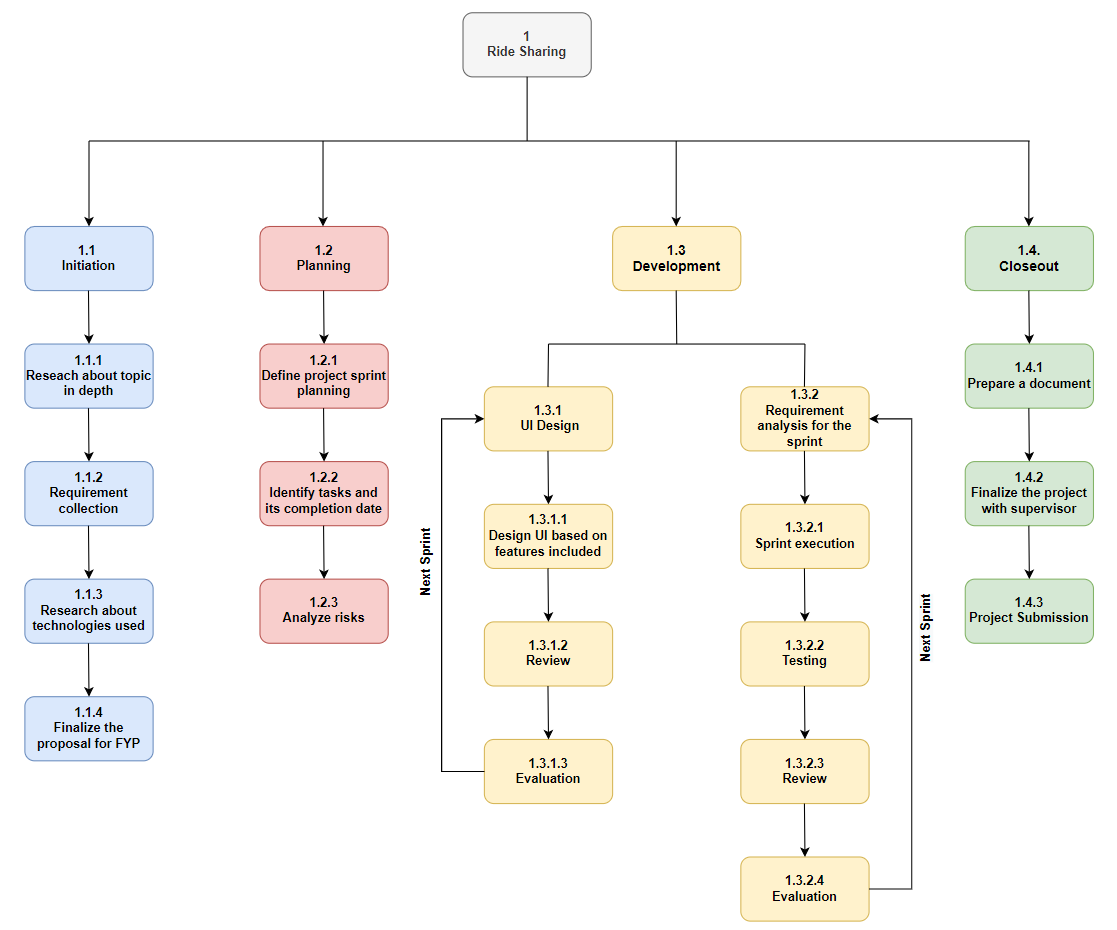 1
Ride Sharing
1.1
Initiation
1.2
Planning
1.3
Development
1.4.
Closeout
1.1.1
Reseach about topic
in depth
1.1.2
Requirement
collection
1.1.3
Research about
technologies used
1.1.4
Finalize the
proposal for FYP
1.2.1
Define project sprint
planning
1.2.2
Identify tasks and
its completion date
1.2.3
Analyze risks
1.3.1
UI Design
1.3.1.1
Design UI based on
features included
1.3.1.2
Review
1.3.1.3
Evaluation
Next Sprint
1.3.2
Requirement
analysis for the
sprint
1.3.2.1
Sprint execution
1.3.2.2
Testing
1.3.2.3
Review
1.3.2.4
Evaluation
Next Sprint
1.4.1
Prepare a document
1.4.2
Finalize the project
with supervisor
1.4.3
Project Submission